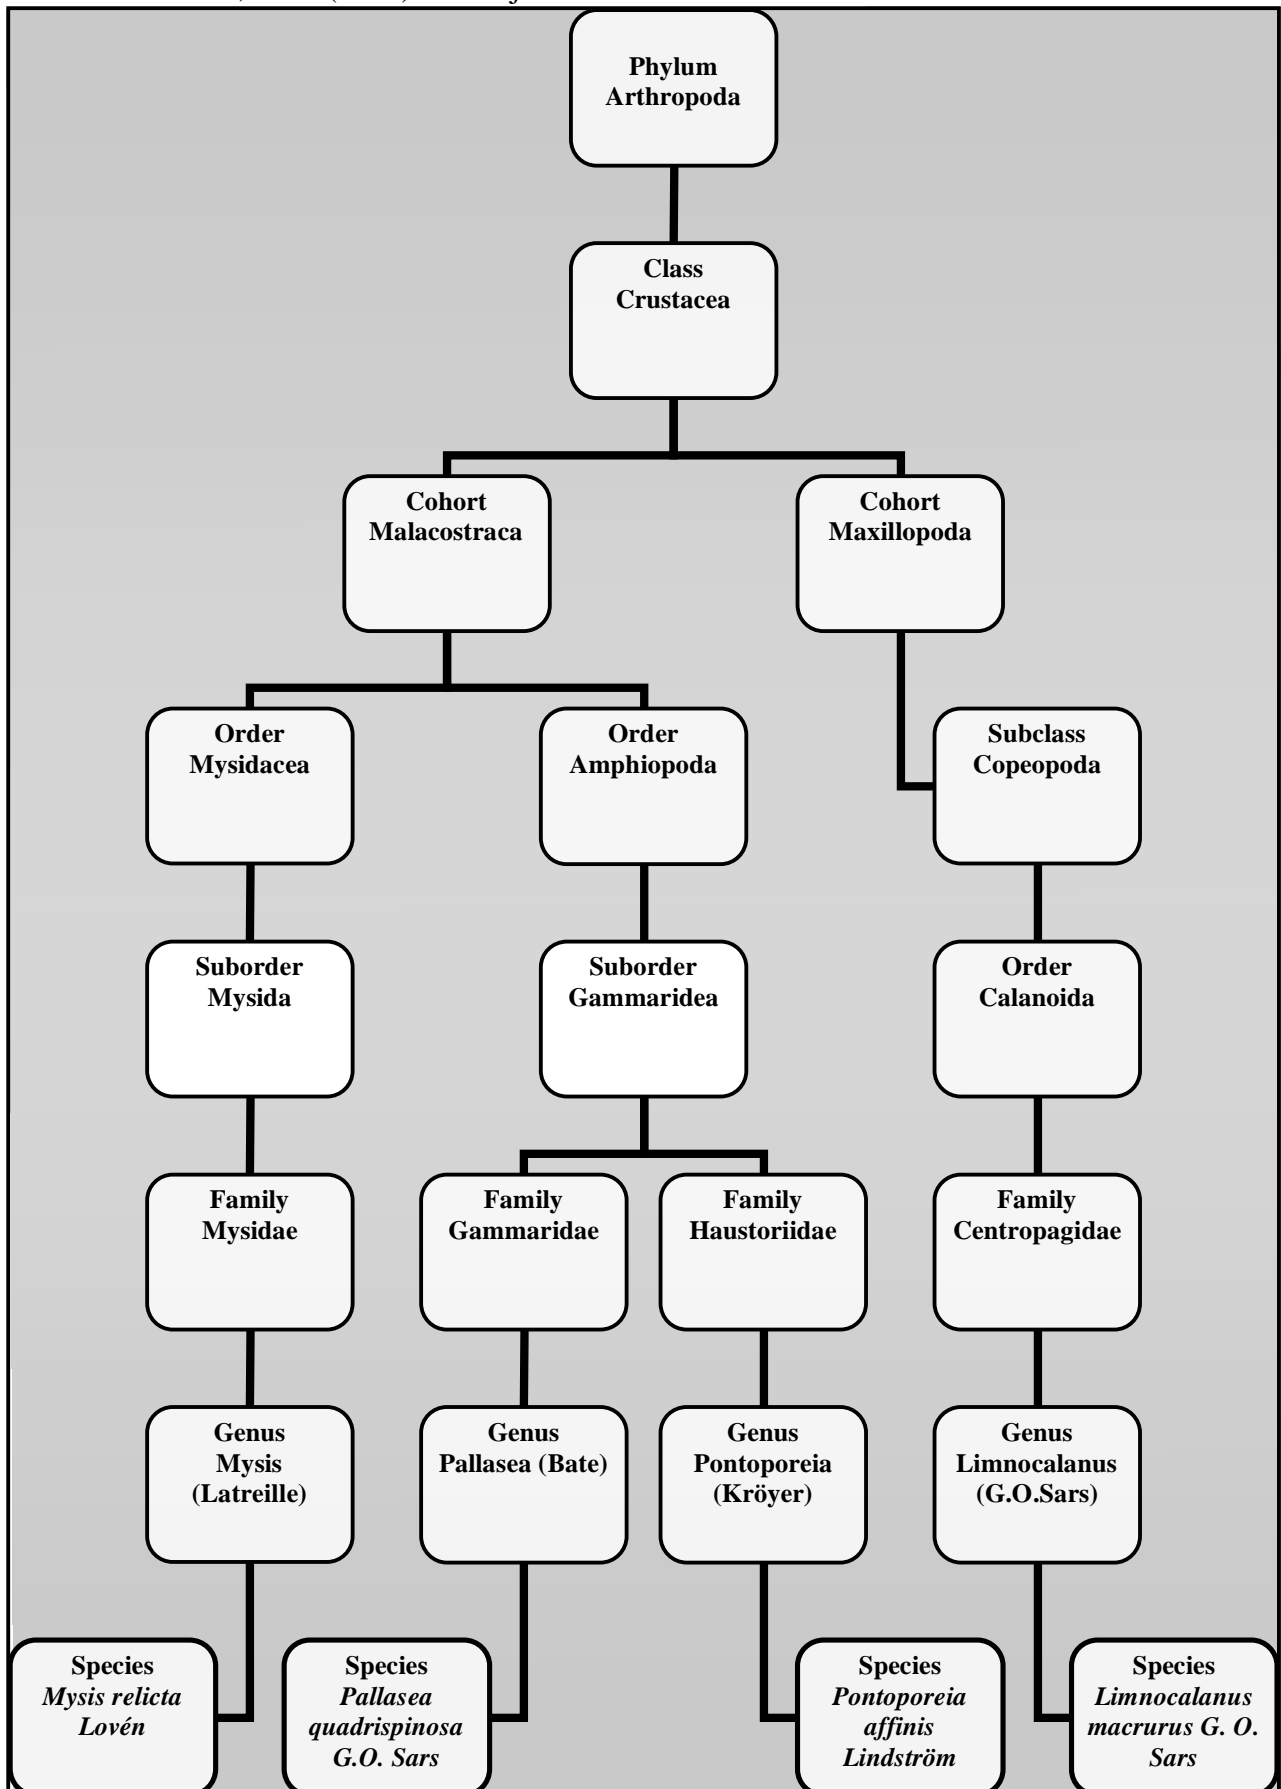 Phylum
Arthropoda
Class
Crustacea
Cohort
Malacostraca
Cohort
Maxillopoda
Order
Mysidacea
Order
Amphiopoda
Subclass
Copeopoda
Suborder
Mysida
Suborder
Gammaridea
Order
Calanoida
Family
Mysidae
Family
Gammaridae
Family
Haustoriidae
Family
Centropagidae
Genus
Mysis
(Latreille)
Genus
Pallasea (Bate)
Genus
Pontoporeia
(Kröyer)
Genus
Limnocalanus
(G.O.Sars)
Species
Mysis relicta
Lovén
Species
Pallasea
quadrispinosa
G.O. Sars
Species
Pontoporeia
affinis
Lindström
Species
Limnocalanus
macrurus G. O.
Sars